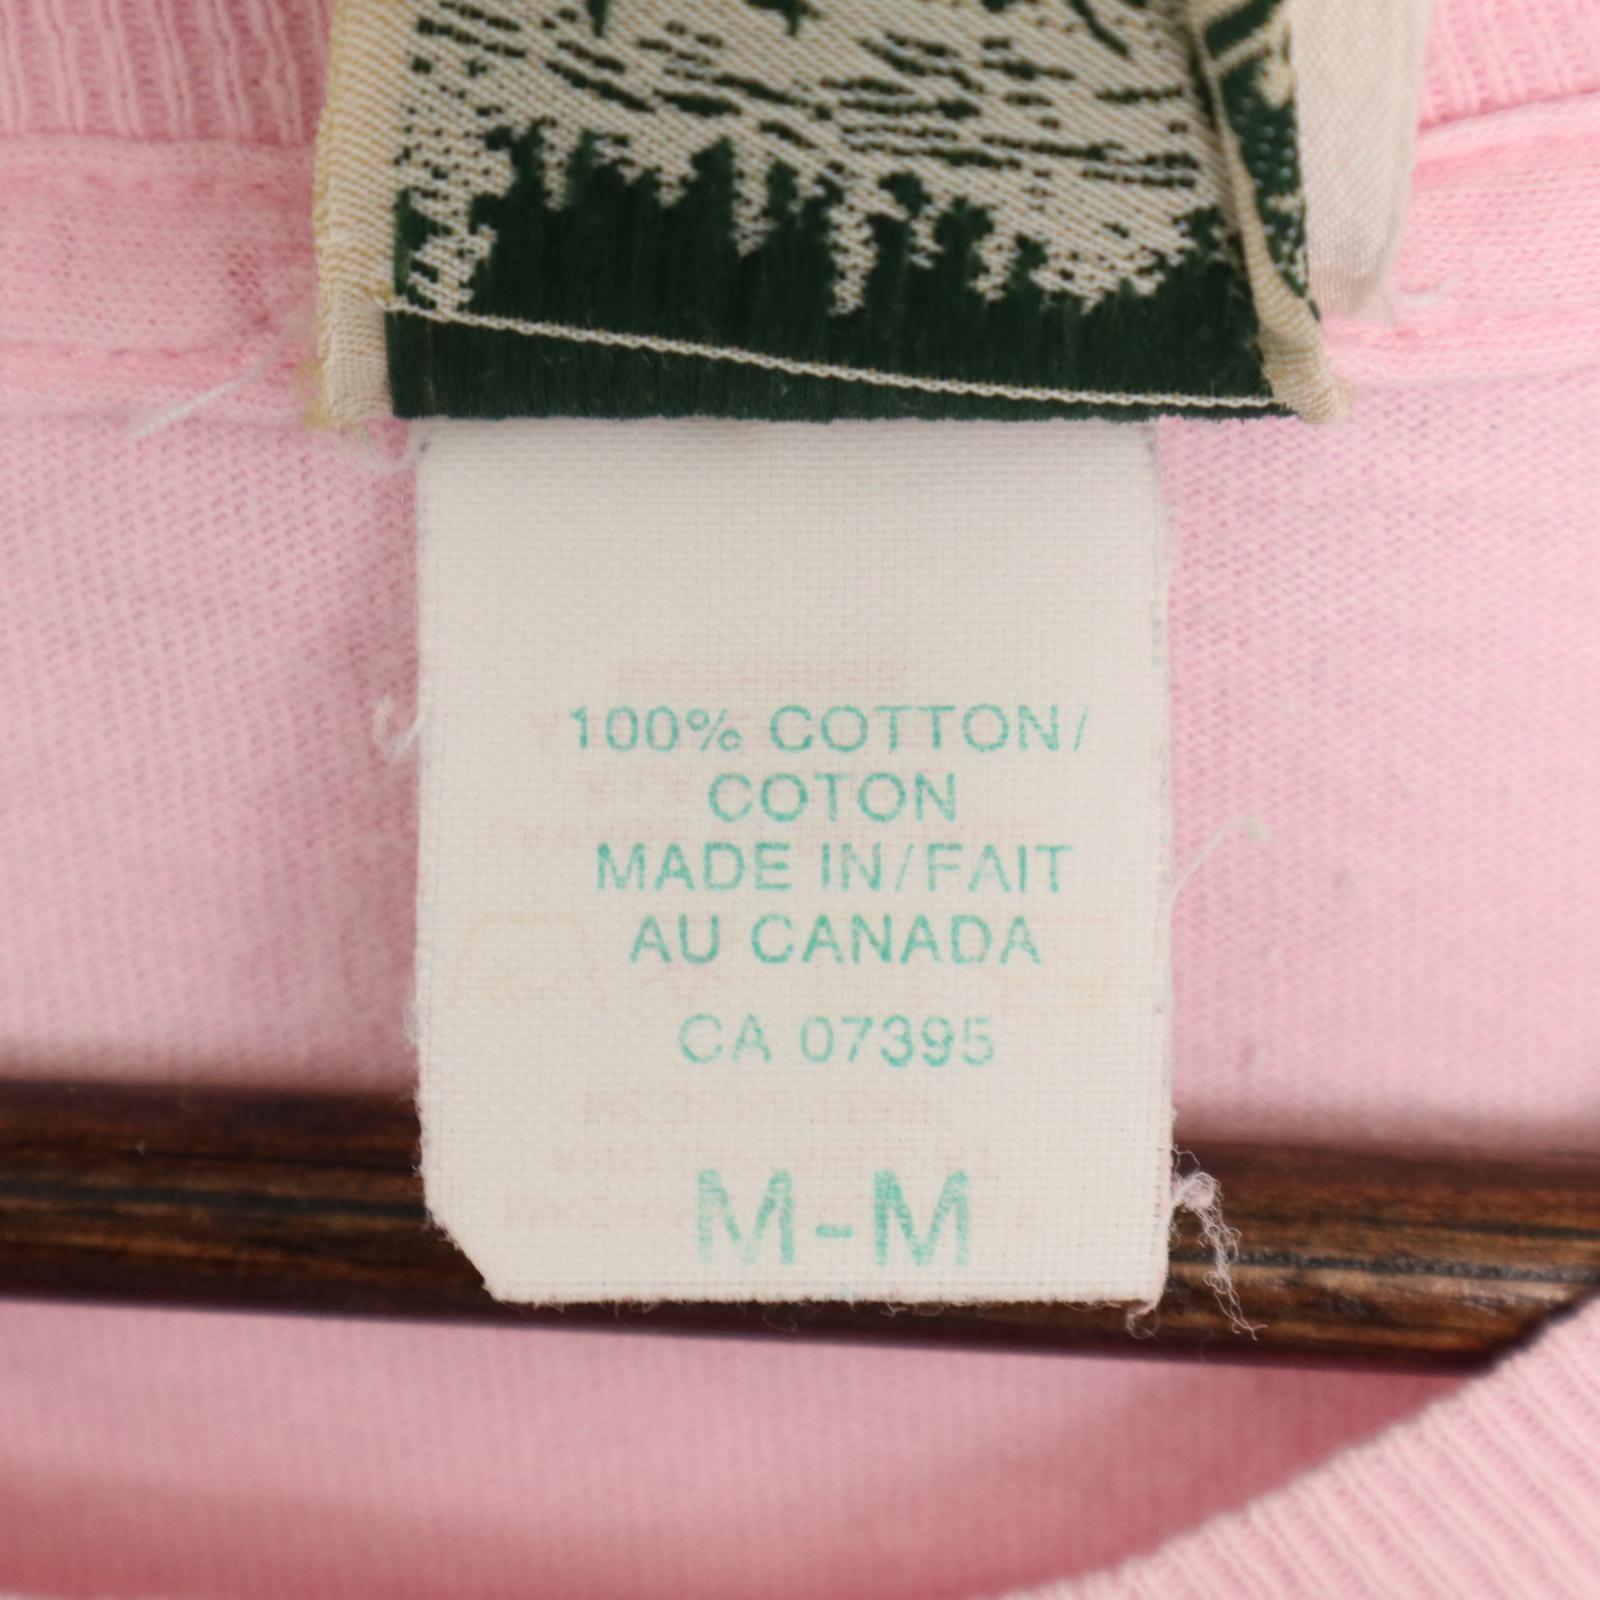 100% COTTON/
COTON
MADE IN/FAIT
AU CANADA
CA 07395
M-M